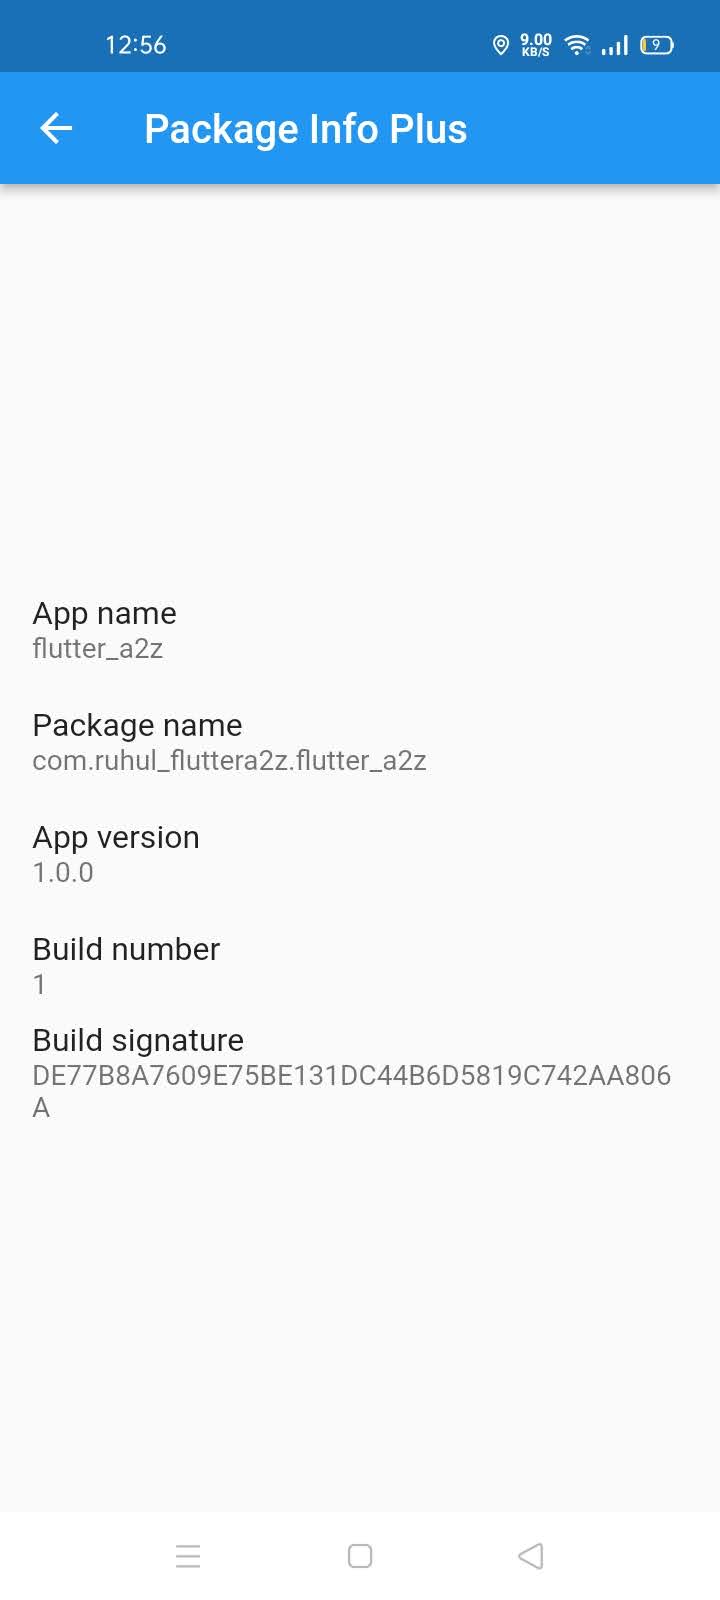 12:56
9.00
KB/S
9
Package Info Plus
App name
flutter_a2z
Package name
com.ruhul_fluttera2z.flutter_a2z
App version
1.0.0
Build number
1
Build signature
DE77B8A7609E75BE131DC44B6D5819C742AA806
A